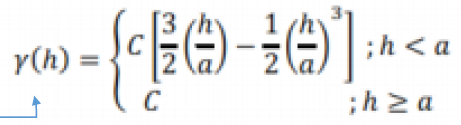 γ(h) = { C [ 3/2 (h/a) − 1/2 (h/a)³ ] ; h < a
C ; h ≥ a